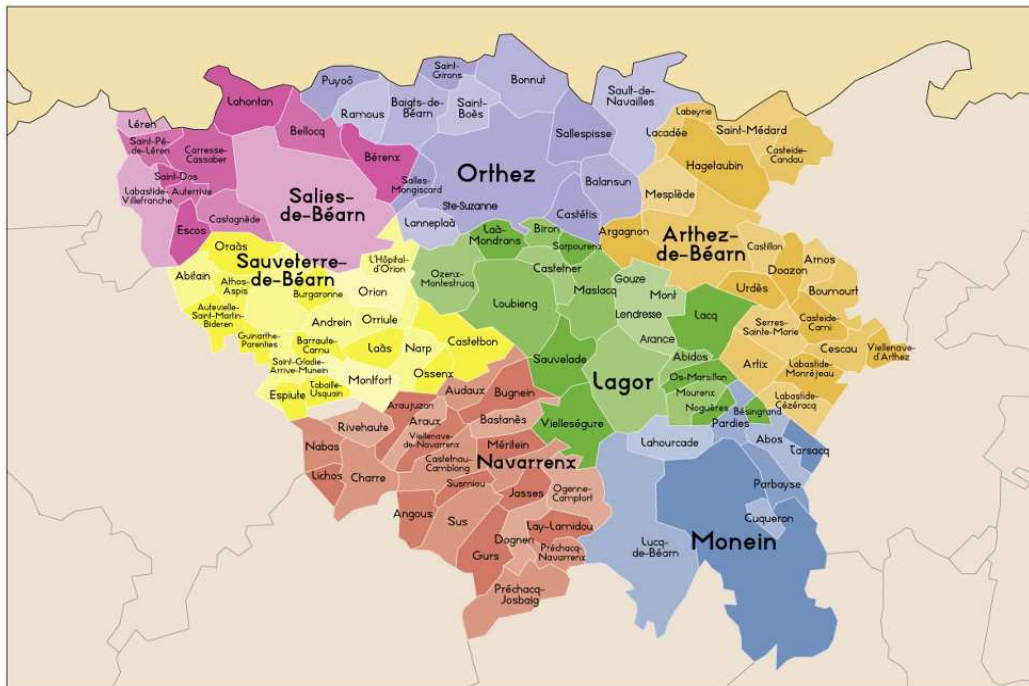 Puyoô
Saint-
Girons
Bonnut
Lahontan
Ramous
Baigts-de-
Béarn
Saint-
Boès
Sault-de-
Navailles
Labeyrie
Léren
Saint-Pé-
de-Léren
Carresse-
Cassaber
Bellocq
Bérenx
Sallespisse
Lacadée
Saint-Médard
Casteide-
Candau
Hagetaubin
Saint-Dos
Labastide-
Villefranche
Auterrive
Salies-
de-Béarn
Salles-
Mongiscard
Orthez
Balansun
Mesplède
Escos
Castagnède
Ste-Suzanne
Lanneplaà
Castétis
Argagnon
Arthez-
de-Béarn
Laà-
Mondrans
Biron
Sarpourenx
Castillon
Arnos
Doazon
Boumourt
Urdès
Oraàs
Sauveterre-
de-Béarn
L'Hôpital-
d'Orion
Abitain
Athos-
Aspis
Burgaronne
Orion
Ozenx-
Montestrucq
Castetner
Maslacq
Gouze
Mont
Lendresse
Loubieng
Lacq
Autevielle-
Saint-Martin-
Bideren
Andrein
Orriule
Guinarthe-
Parenties
Barraute-
Camu
Laàs
Narp
Castetbon
Serres-
Sainte-Marie
Casteide-
Cami
Cescau
Viellenave-
d'Arthez
Arance
Saint-Gladie-
Arrive-Munein
Sauvelade
Abidos
Artix
Labastide-
Monréjeau
Montfort
Ossenx
Espiute
Tabaille-
Usquain
Lagor
Os-Marsillon
Mourenx
Noguères
Labastide-
Cézéracq
Bésingrand
Pardies
Abos
Tarsacq
Audaux
Bugnein
Araujuzon
Araux
Bastanès
Vielleségure
Rivehaute
Viellenave-
de-Navarrenx
Méritein
Lahourcade
Nabas
Castelnau-
Camblong
Navarrenx
Lichos
Charre
Susmiou
Jasses
Ogenne-
Camptort
Parbayse
Angous
Sus
Lay-Lamidou
Cuqueron
Dognen
Gurs
Préchacq-
Navarrenx
Lucq-
de-Béarn
Monein
Préchacq-
Josbaig